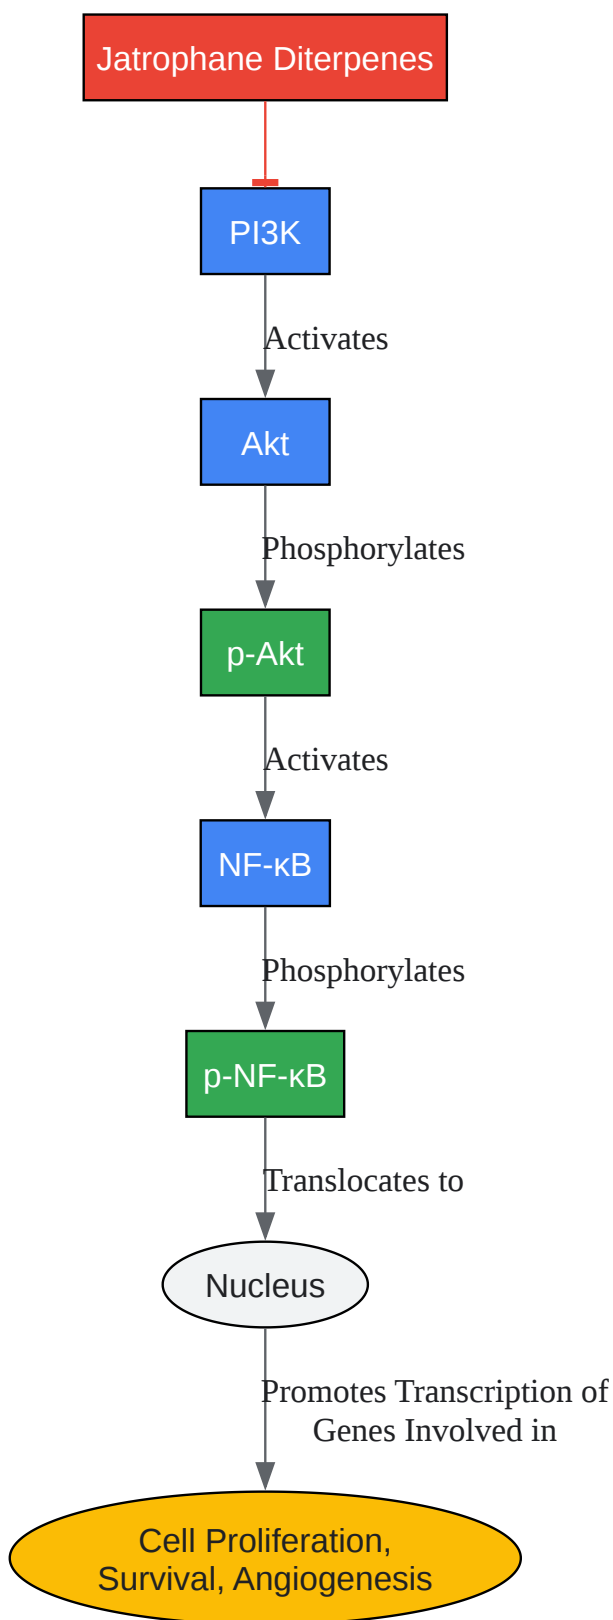 Jatrophane Diterpenes
PI3K
Activates
Akt
Phosphorylates
p-Akt
Activates
NF-κB
Phosphorylates
p-NF-κB
Translocates to
Nucleus
Promotes Transcription of
Genes Involved in
Cell Proliferation,
Survival, Angiogenesis